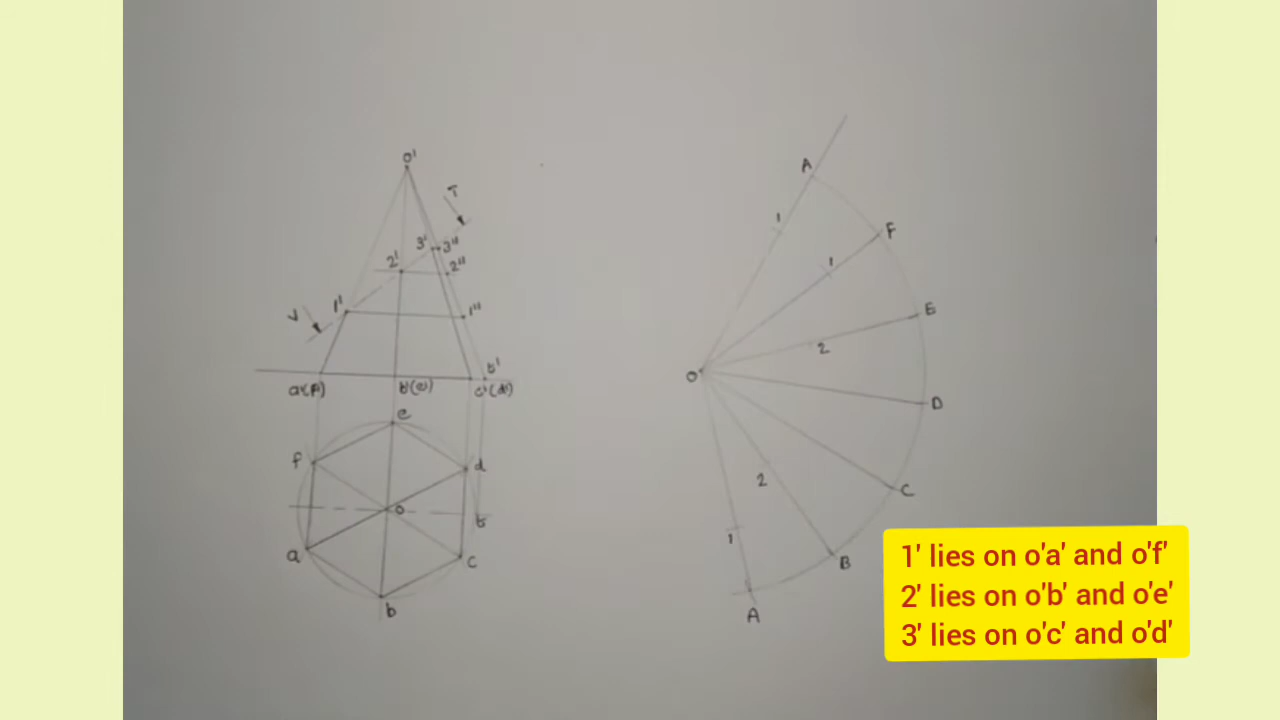 o'
T
3' 3''
2' 2''
1' 1''
V
b'
a'(f') b'(e') c'(d')
e
f d
o
b
a c
b
A
1 F
1
E
2
O'
D
2 C
1
B
A
1' lies on o'a' and o'f'
2' lies on o'b' and o'e'
3' lies on o'c' and o'd'